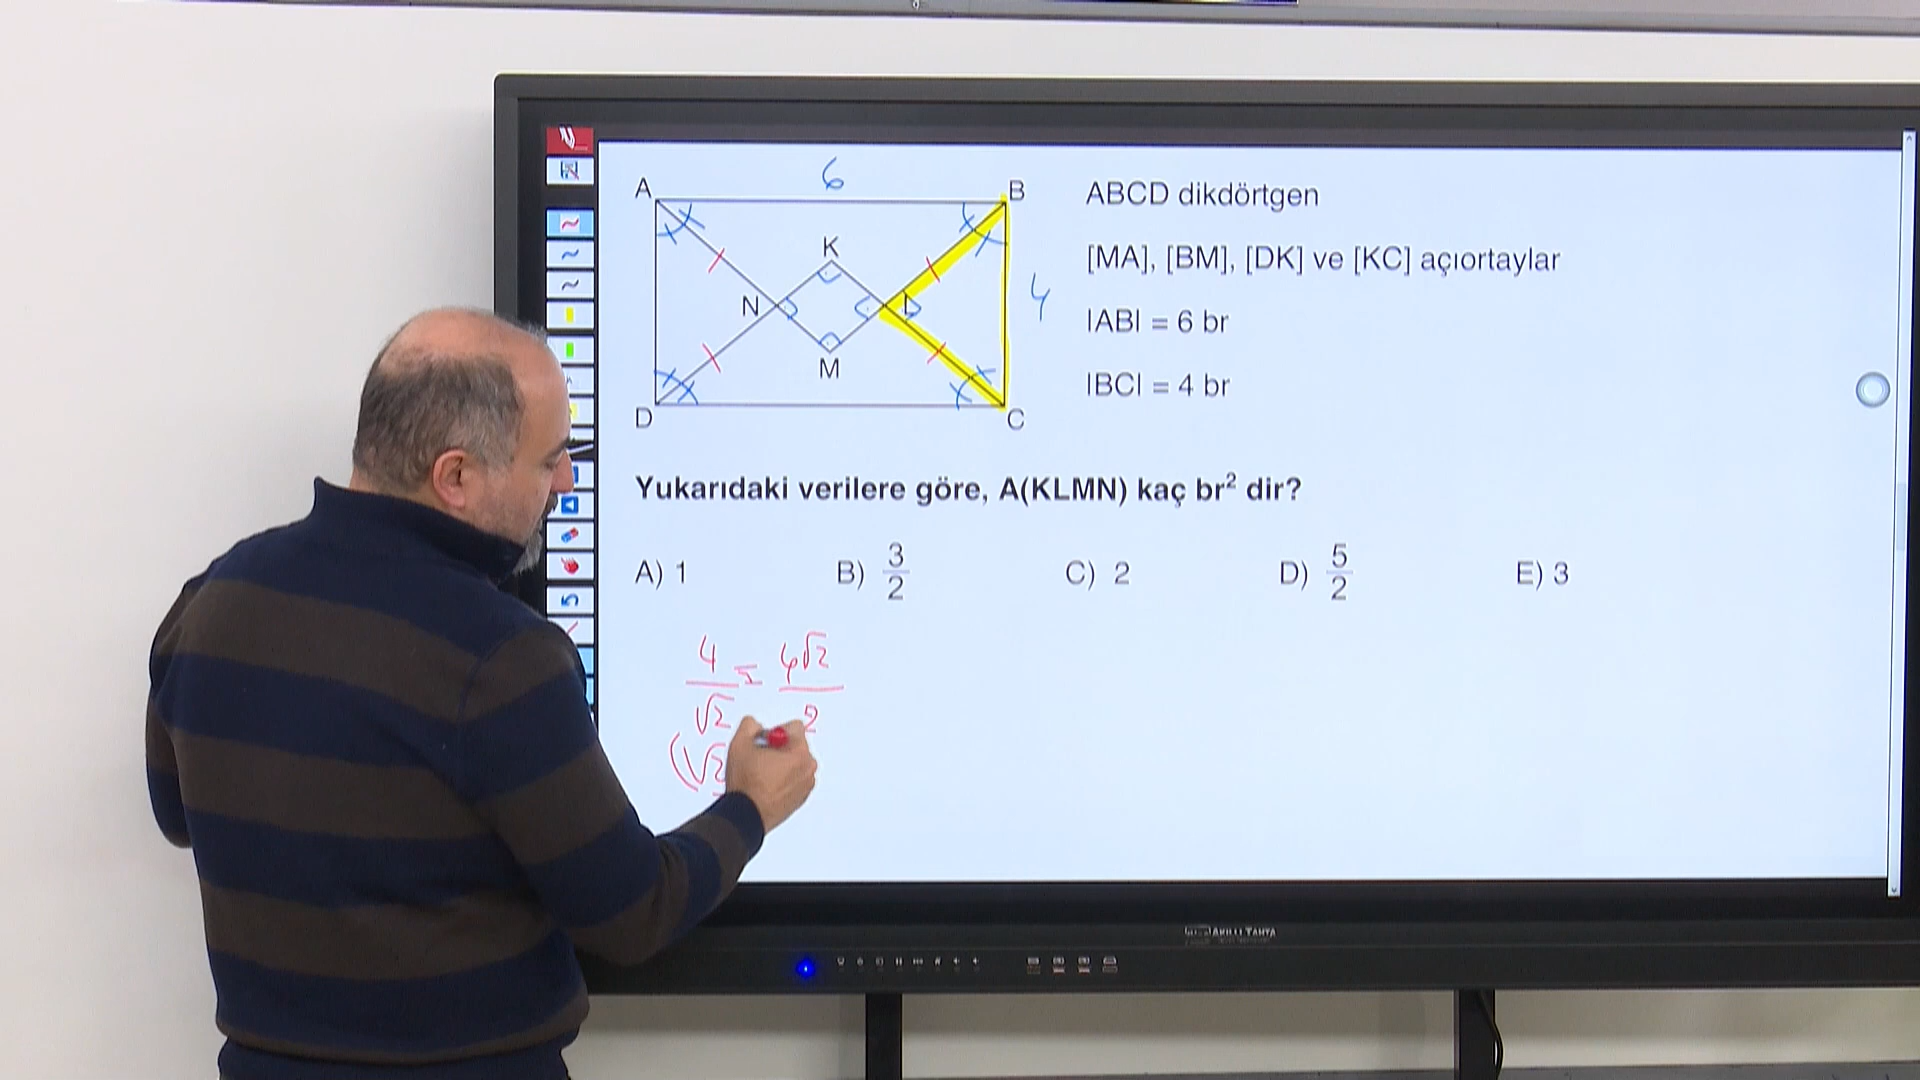 6
A
B
K
N
L
4
M
D
C
ABCD dikdörtgen
[MA], [BM], [DK] ve [KC] açıortaylar
|AB| = 6 br
|BC| = 4 br
Yukarıdaki verilere göre, A(KLMN) kaç br² dir?
A) 1 B) 3/2 C) 2 D) 5/2 E) 3
4/√2 = 4√2/2
(√2
AKILLI TAHTA